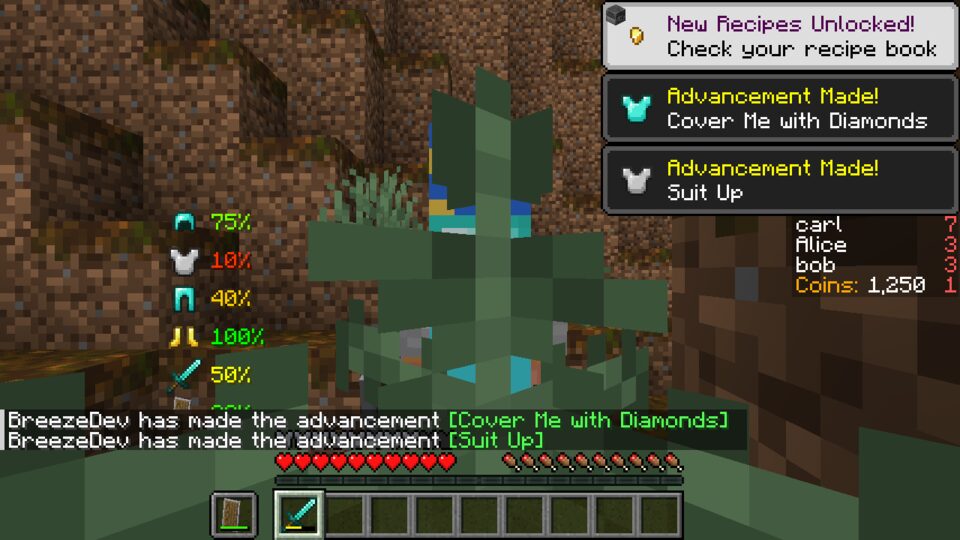 New Recipes Unlocked!
Check your recipe book
Advancement Made!
Cover Me with Diamonds
Advancement Made!
Suit Up
carl 7
Alice 3
bob 3
Coins: 1,250 1
75%
10%
40%
100%
50%
BreezeDev has made the advancement [Cover Me with Diamonds]
BreezeDev has made the advancement [Suit Up]